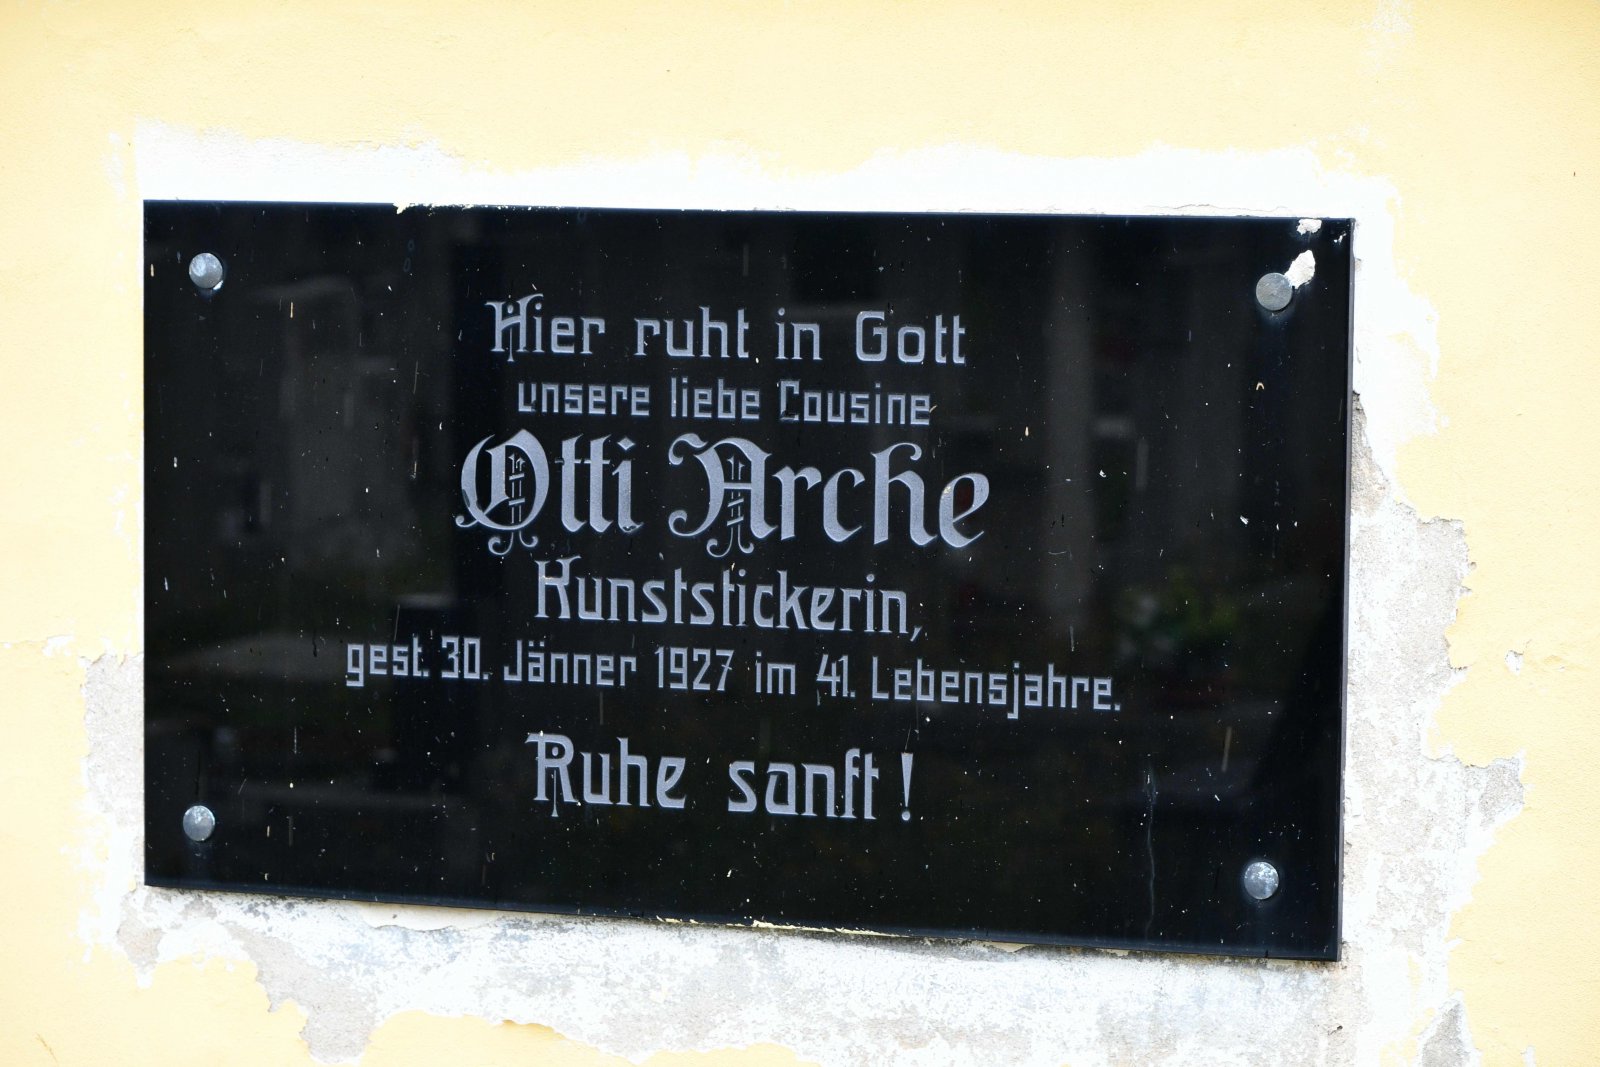 Hier ruht in Gott
unsere liebe Cousine
Otti Arche
Kunststickerin,
gest. 30. Jänner 1927 im 41. Lebensjahre.
Ruhe sanft !